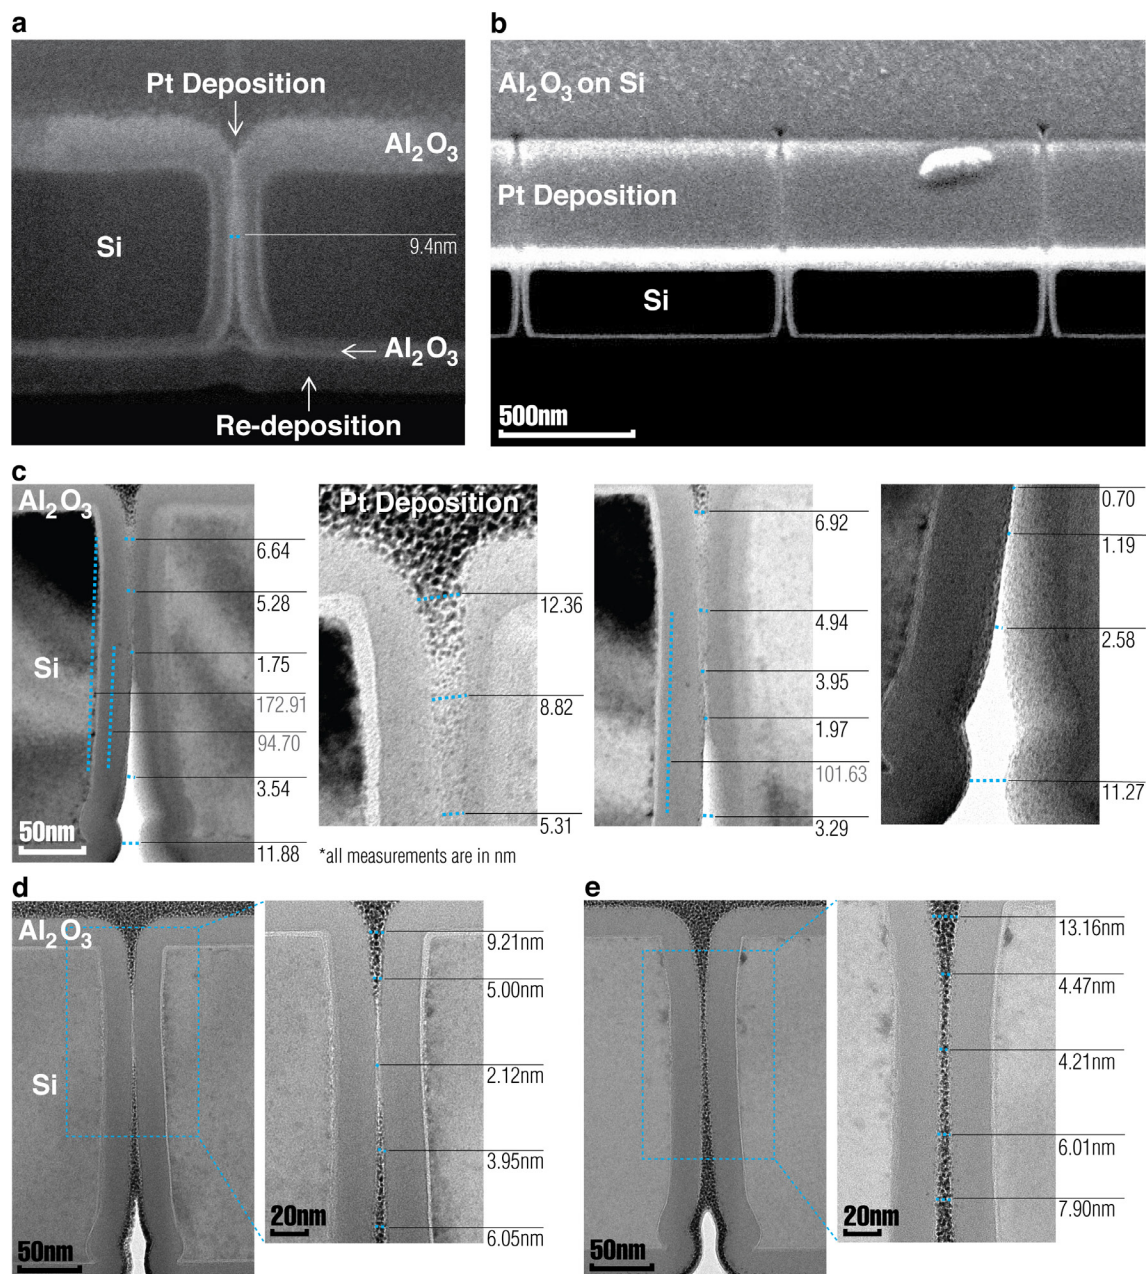 a
Pt Deposition
Al₂O₃
Si
9.4nm
Al₂O₃
Re-deposition
b
Al₂O₃ on Si
Pt Deposition
Si
500nm
c
Al₂O₃
Si
50nm
6.64
5.28
1.75
172.91
94.70
3.54
11.88
Pt Deposition
12.36
8.82
5.31
*all measurements are in nm
6.92
4.94
3.95
1.97
101.63
3.29
0.70
1.19
2.58
11.27
d
Al₂O₃
Si
50nm
20nm
9.21nm
5.00nm
2.12nm
3.95nm
6.05nm
e
50nm
20nm
13.16nm
4.47nm
4.21nm
6.01nm
7.90nm